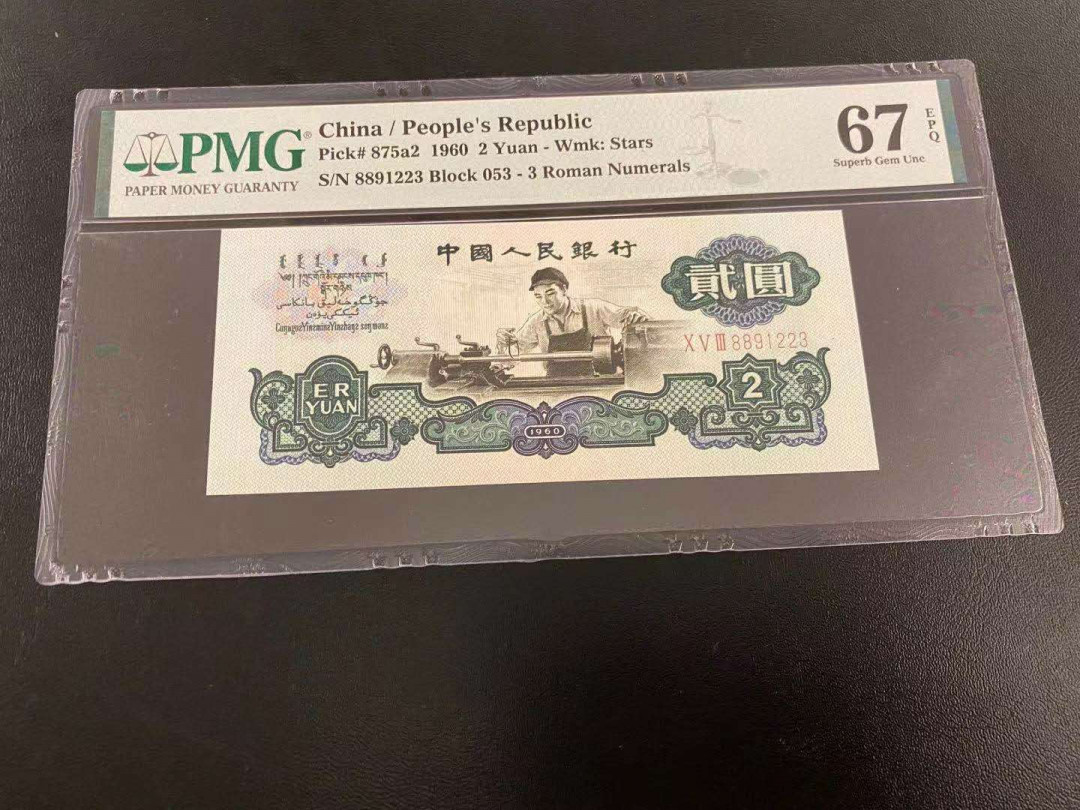 PMG®
PAPER MONEY GUARANTY
China / People's Republic
Pick# 875a2 1960 2 Yuan - Wmk: Stars
S/N 8891223 Block 053 - 3 Roman Numerals
67
EPQ
Superb Gem Unc
中國人民銀行
貳圓
XVIII 8891223
ER
YUAN
1960
2